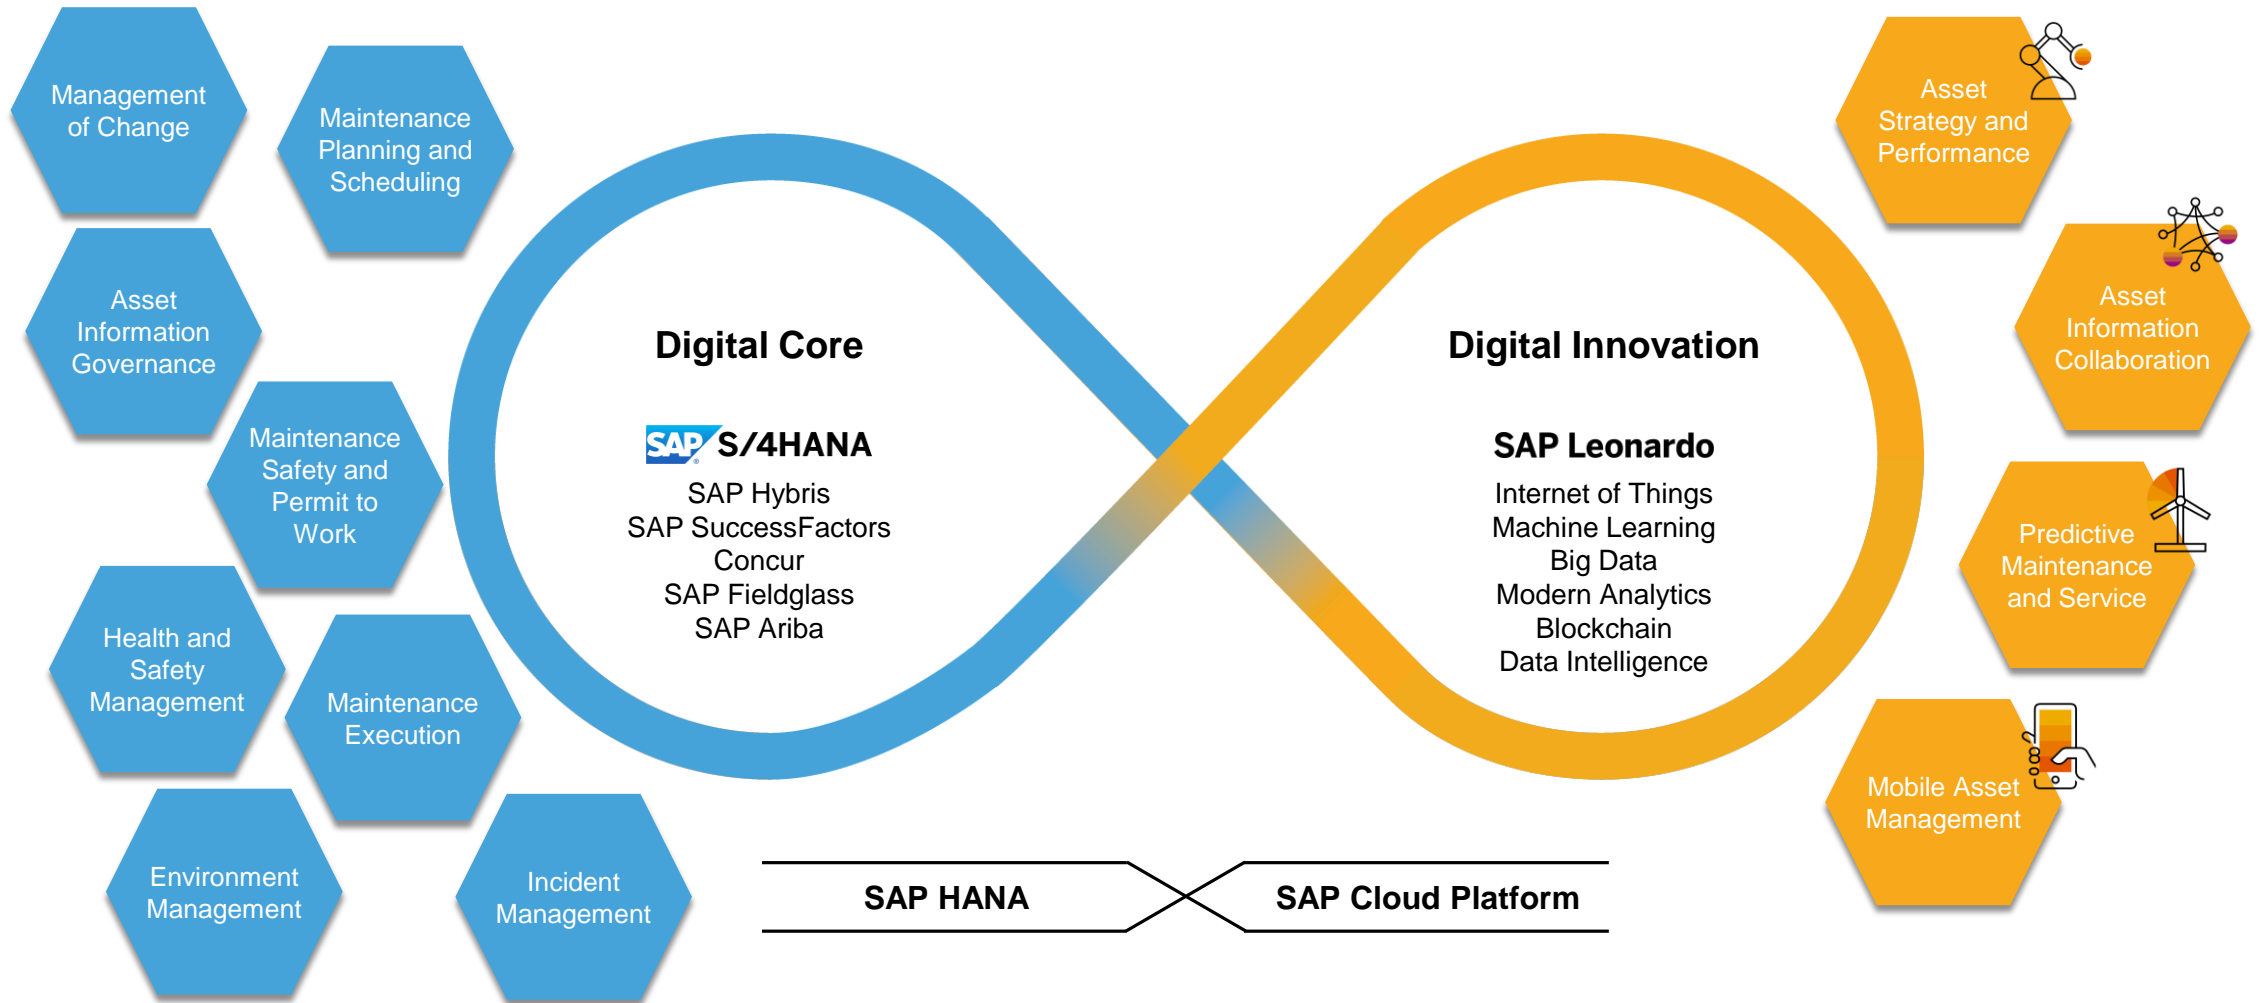 Management
of Change
Maintenance
Planning and
Scheduling
Asset
Information
Governance
Maintenance
Safety and
Permit to
Work
Health and
Safety
Management
Maintenance
Execution
Environment
Management
Incident
Management
Digital Core
SAP® S/4HANA
SAP Hybris
SAP SuccessFactors
Concur
SAP Fieldglass
SAP Ariba
Digital Innovation
SAP Leonardo
Internet of Things
Machine Learning
Big Data
Modern Analytics
Blockchain
Data Intelligence
SAP HANA
SAP Cloud Platform
Asset
Strategy and
Performance
Asset
Information
Collaboration
Predictive
Maintenance
and Service
Mobile Asset
Management